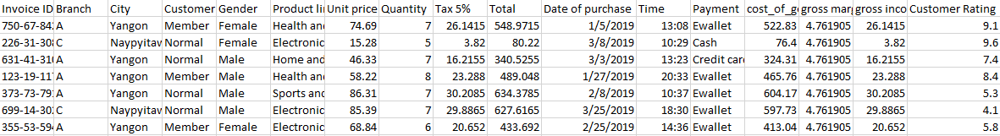 Invoice ID Branch City Customer Gender Product li Unit price Quantity Tax 5% Total Date of purchase Time Payment cost_of_g gross mar gross inco Customer Rating
750-67-84 A Yangon Member Female Health an 74.69 7 26.1415 548.9715 1/5/2019 13:08 Ewallet 522.83 4.761905 26.1415 9.1
226-31-30 C Naypyitaw Normal Female Electronic 15.28 5 3.82 80.22 3/8/2019 10:29 Cash 76.4 4.761905 3.82 9.6
631-41-31 A Yangon Normal Male Home and 46.33 7 16.2155 340.5255 3/3/2019 13:23 Credit car 324.31 4.761905 16.2155 7.4
123-19-11 A Yangon Member Male Health an 58.22 8 23.288 489.048 1/27/2019 20:33 Ewallet 465.76 4.761905 23.288 8.4
373-73-79 A Yangon Normal Male Sports an 86.31 7 30.2085 634.3785 2/8/2019 10:37 Ewallet 604.17 4.761905 30.2085 5.3
699-14-30 C Naypyitaw Normal Male Electronic 85.39 7 29.8865 627.6165 3/25/2019 18:30 Ewallet 597.73 4.761905 29.8865 4.1
355-53-59 A Yangon Member Female Electronic 68.84 6 20.652 433.692 2/25/2019 14:36 Ewallet 413.04 4.761905 20.652 5.8